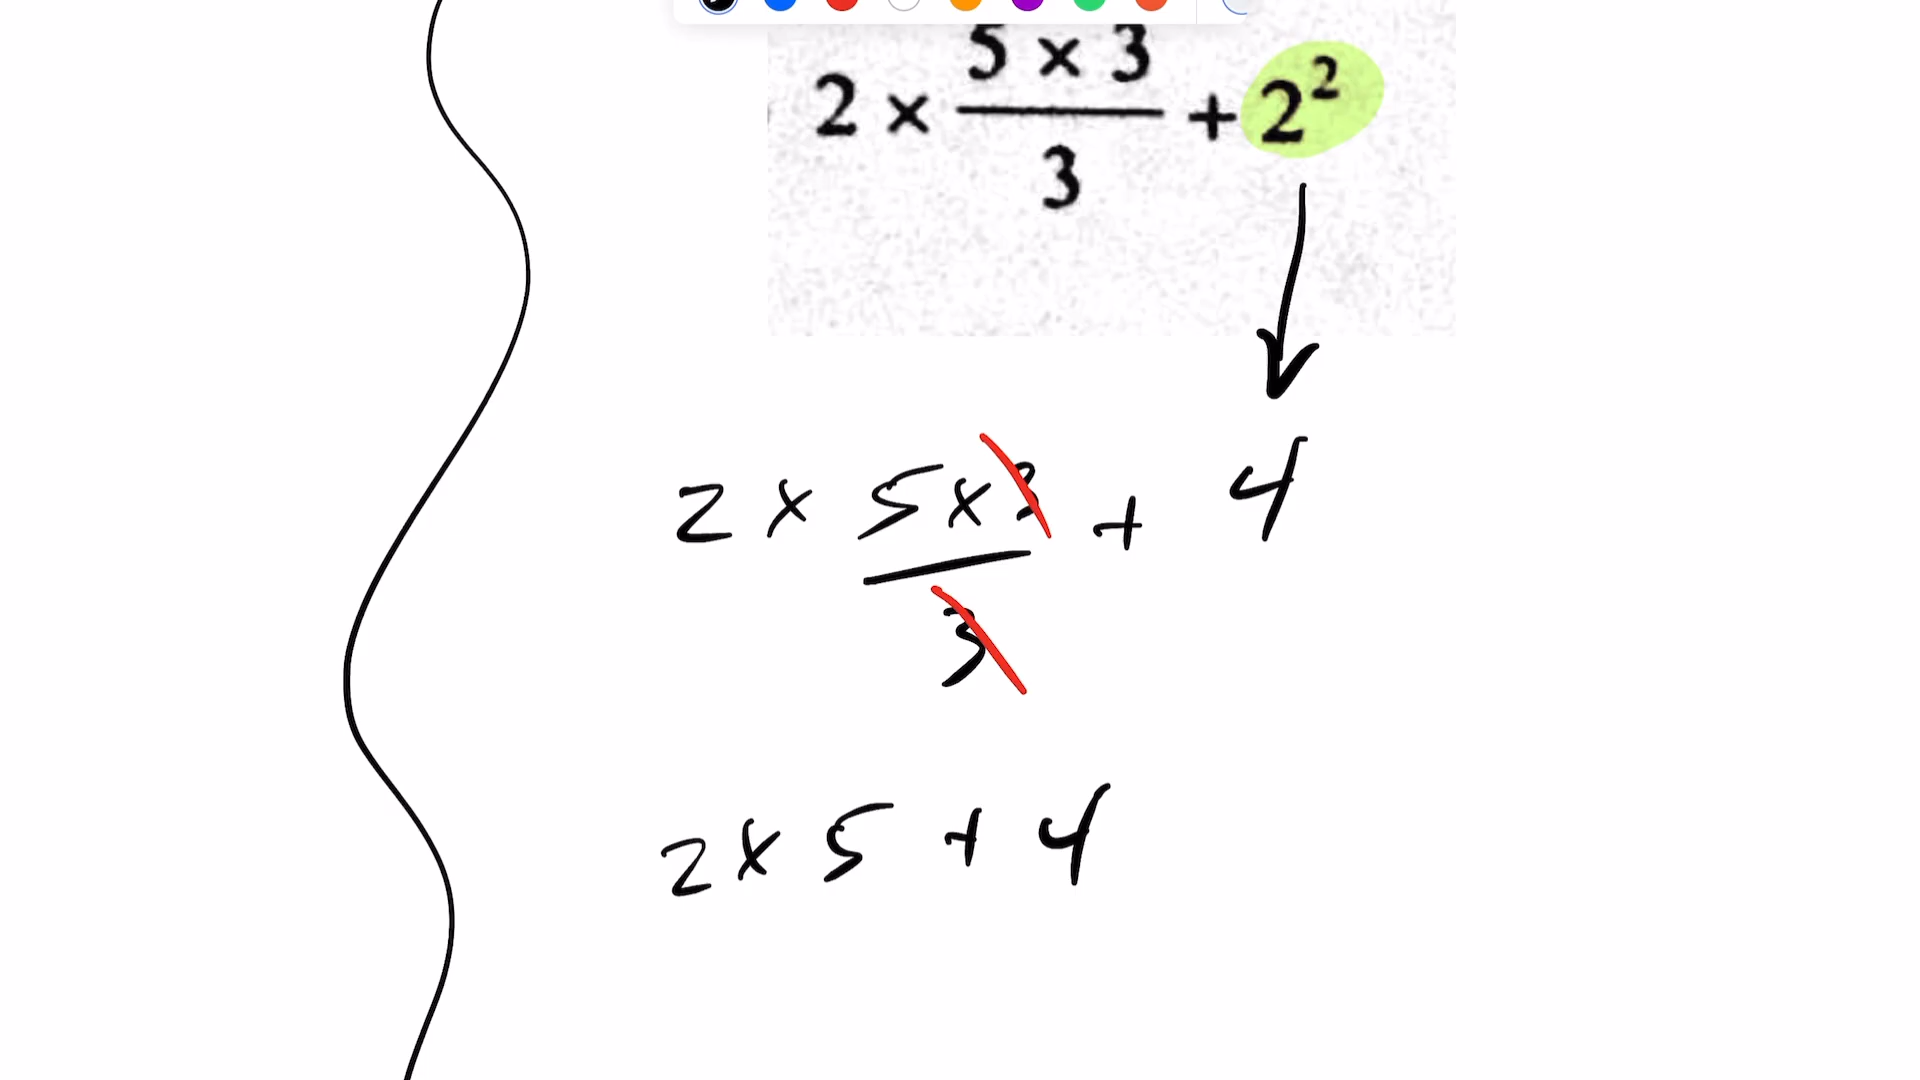 2 × 5 × 3 / 3 + 2²
2 × 5 × 3 / 3 + 4
2 × 5 + 4